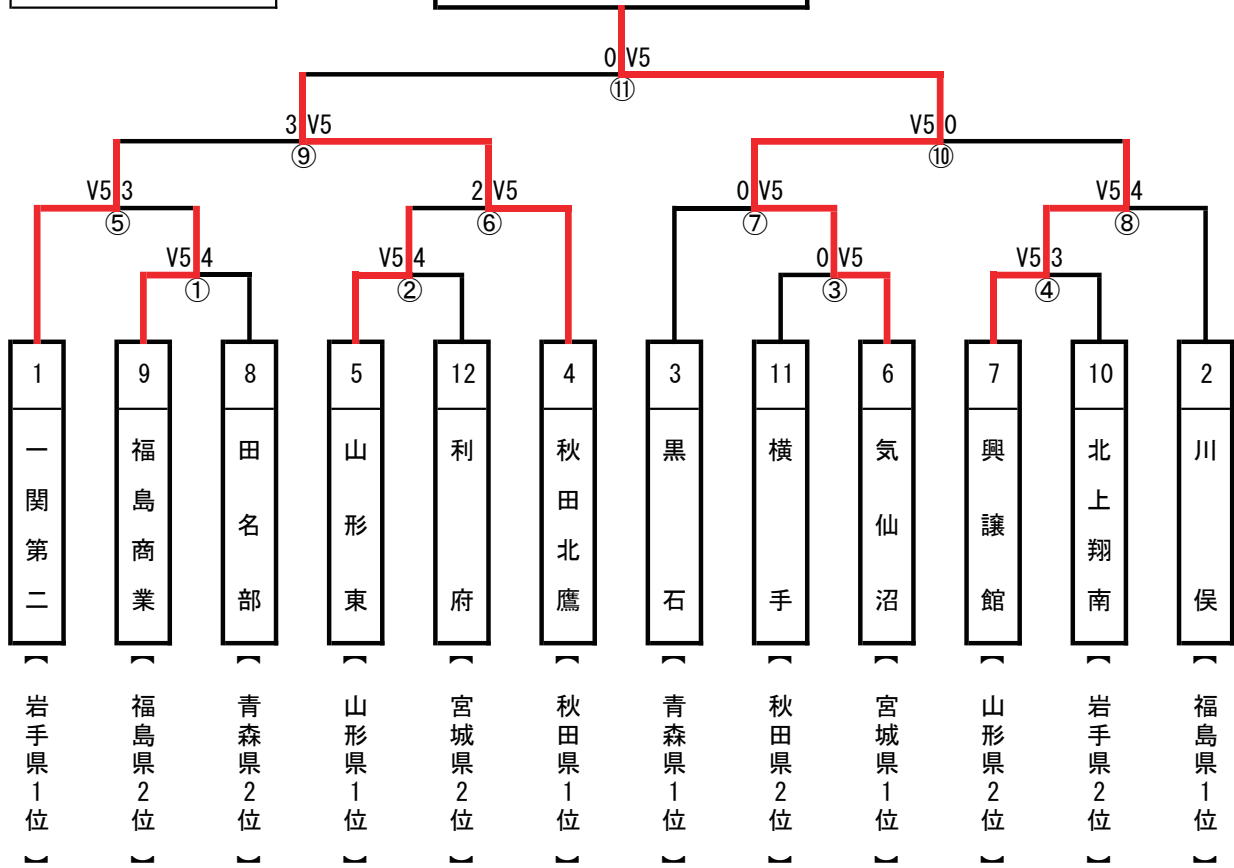 0 V5
⑪
3 V5
⑨
V5 0
⑩
V5 3
⑤
2 V5
⑥
0 V5
⑦
V5 4
⑧
V5 4
①
V5 4
②
0 V5
③
V5 3
④
1
一関第二
【岩手県1位】
9
福島商業
【福島県2位】
8
田名部
【青森県2位】
5
山形東
【山形県1位】
12
利府
【宮城県2位】
4
秋田北鷹
【秋田県1位】
3
黒石
【青森県1位】
11
横手
【秋田県2位】
6
気仙沼
【宮城県1位】
7
興譲館
【山形県2位】
10
北上翔南
【岩手県2位】
2
川俣
【福島県1位】